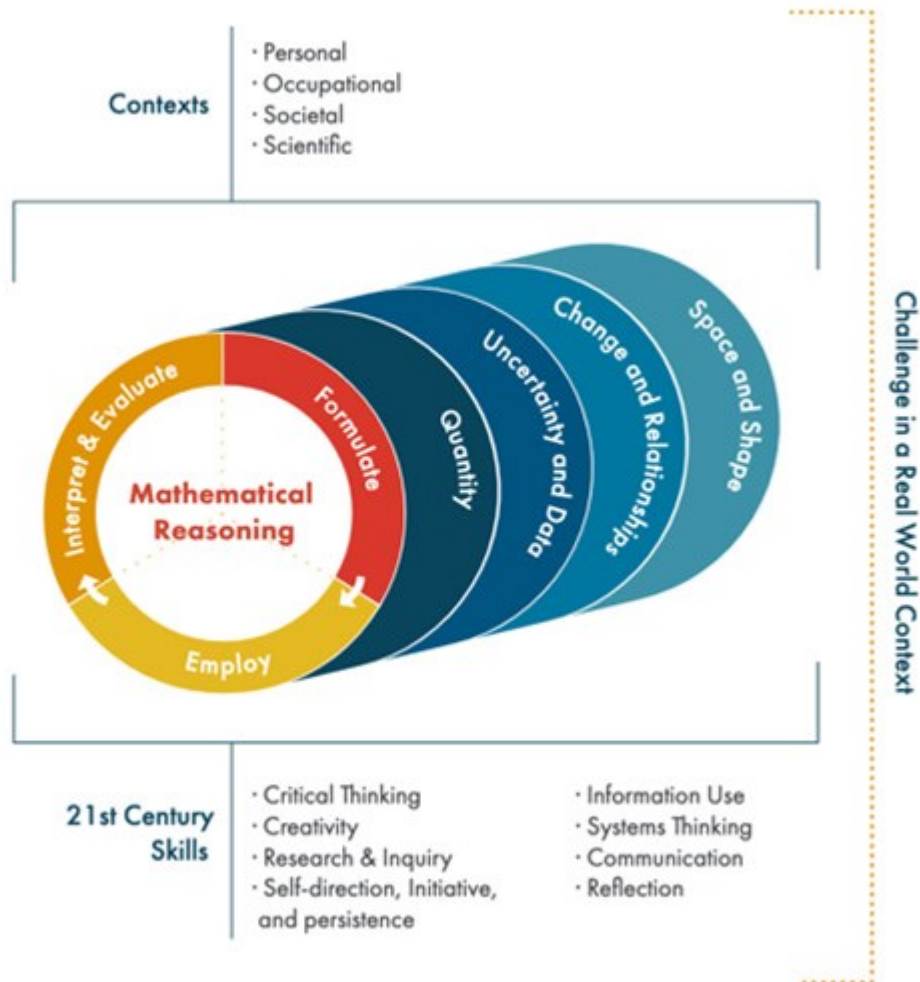 Contexts
· Personal
· Occupational
· Societal
· Scientific
Interpret & Evaluate
Formulate
Employ
Mathematical
Reasoning
Quantity
Uncertainty and Data
Change and Relationships
Space and Shape
Challenge in a Real World Context
21st Century
Skills
· Critical Thinking
· Creativity
· Research & Inquiry
· Self-direction, Initiative,
and persistence
· Information Use
· Systems Thinking
· Communication
· Reflection